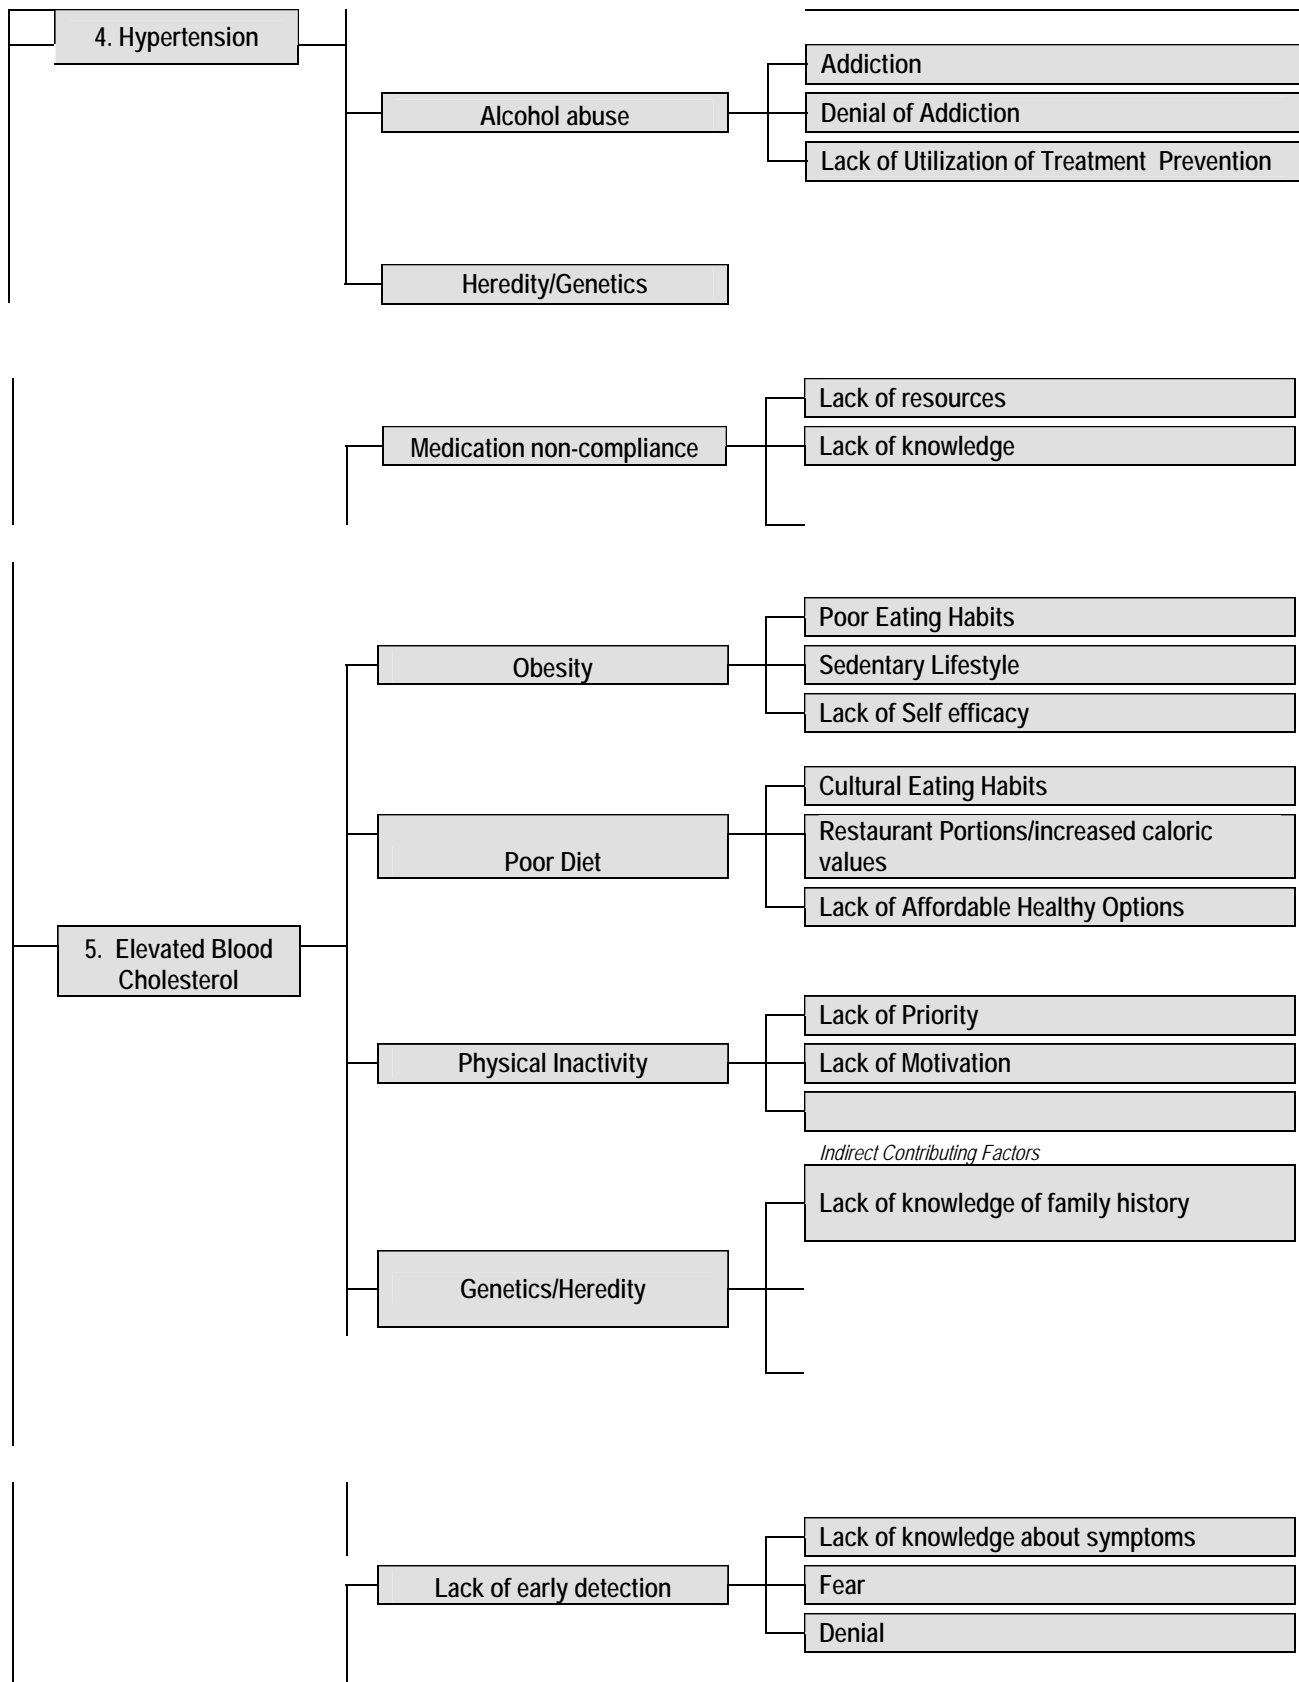 4. Hypertension
Addiction
Alcohol abuse
Denial of Addiction
Lack of Utilization of Treatment  Prevention
Heredity/Genetics
Lack of resources
Medication non-compliance
Lack of knowledge
Poor Eating Habits
Obesity
Sedentary Lifestyle
Lack of Self efficacy
Cultural Eating Habits
Restaurant Portions/increased caloric
values
Poor Diet
Lack of Affordable Healthy Options
5.  Elevated Blood
Cholesterol
Lack of Priority
Physical Inactivity
Lack of Motivation
Indirect Contributing Factors
Lack of knowledge of family history
Genetics/Heredity
Lack of knowledge about symptoms
Lack of early detection
Fear
Denial